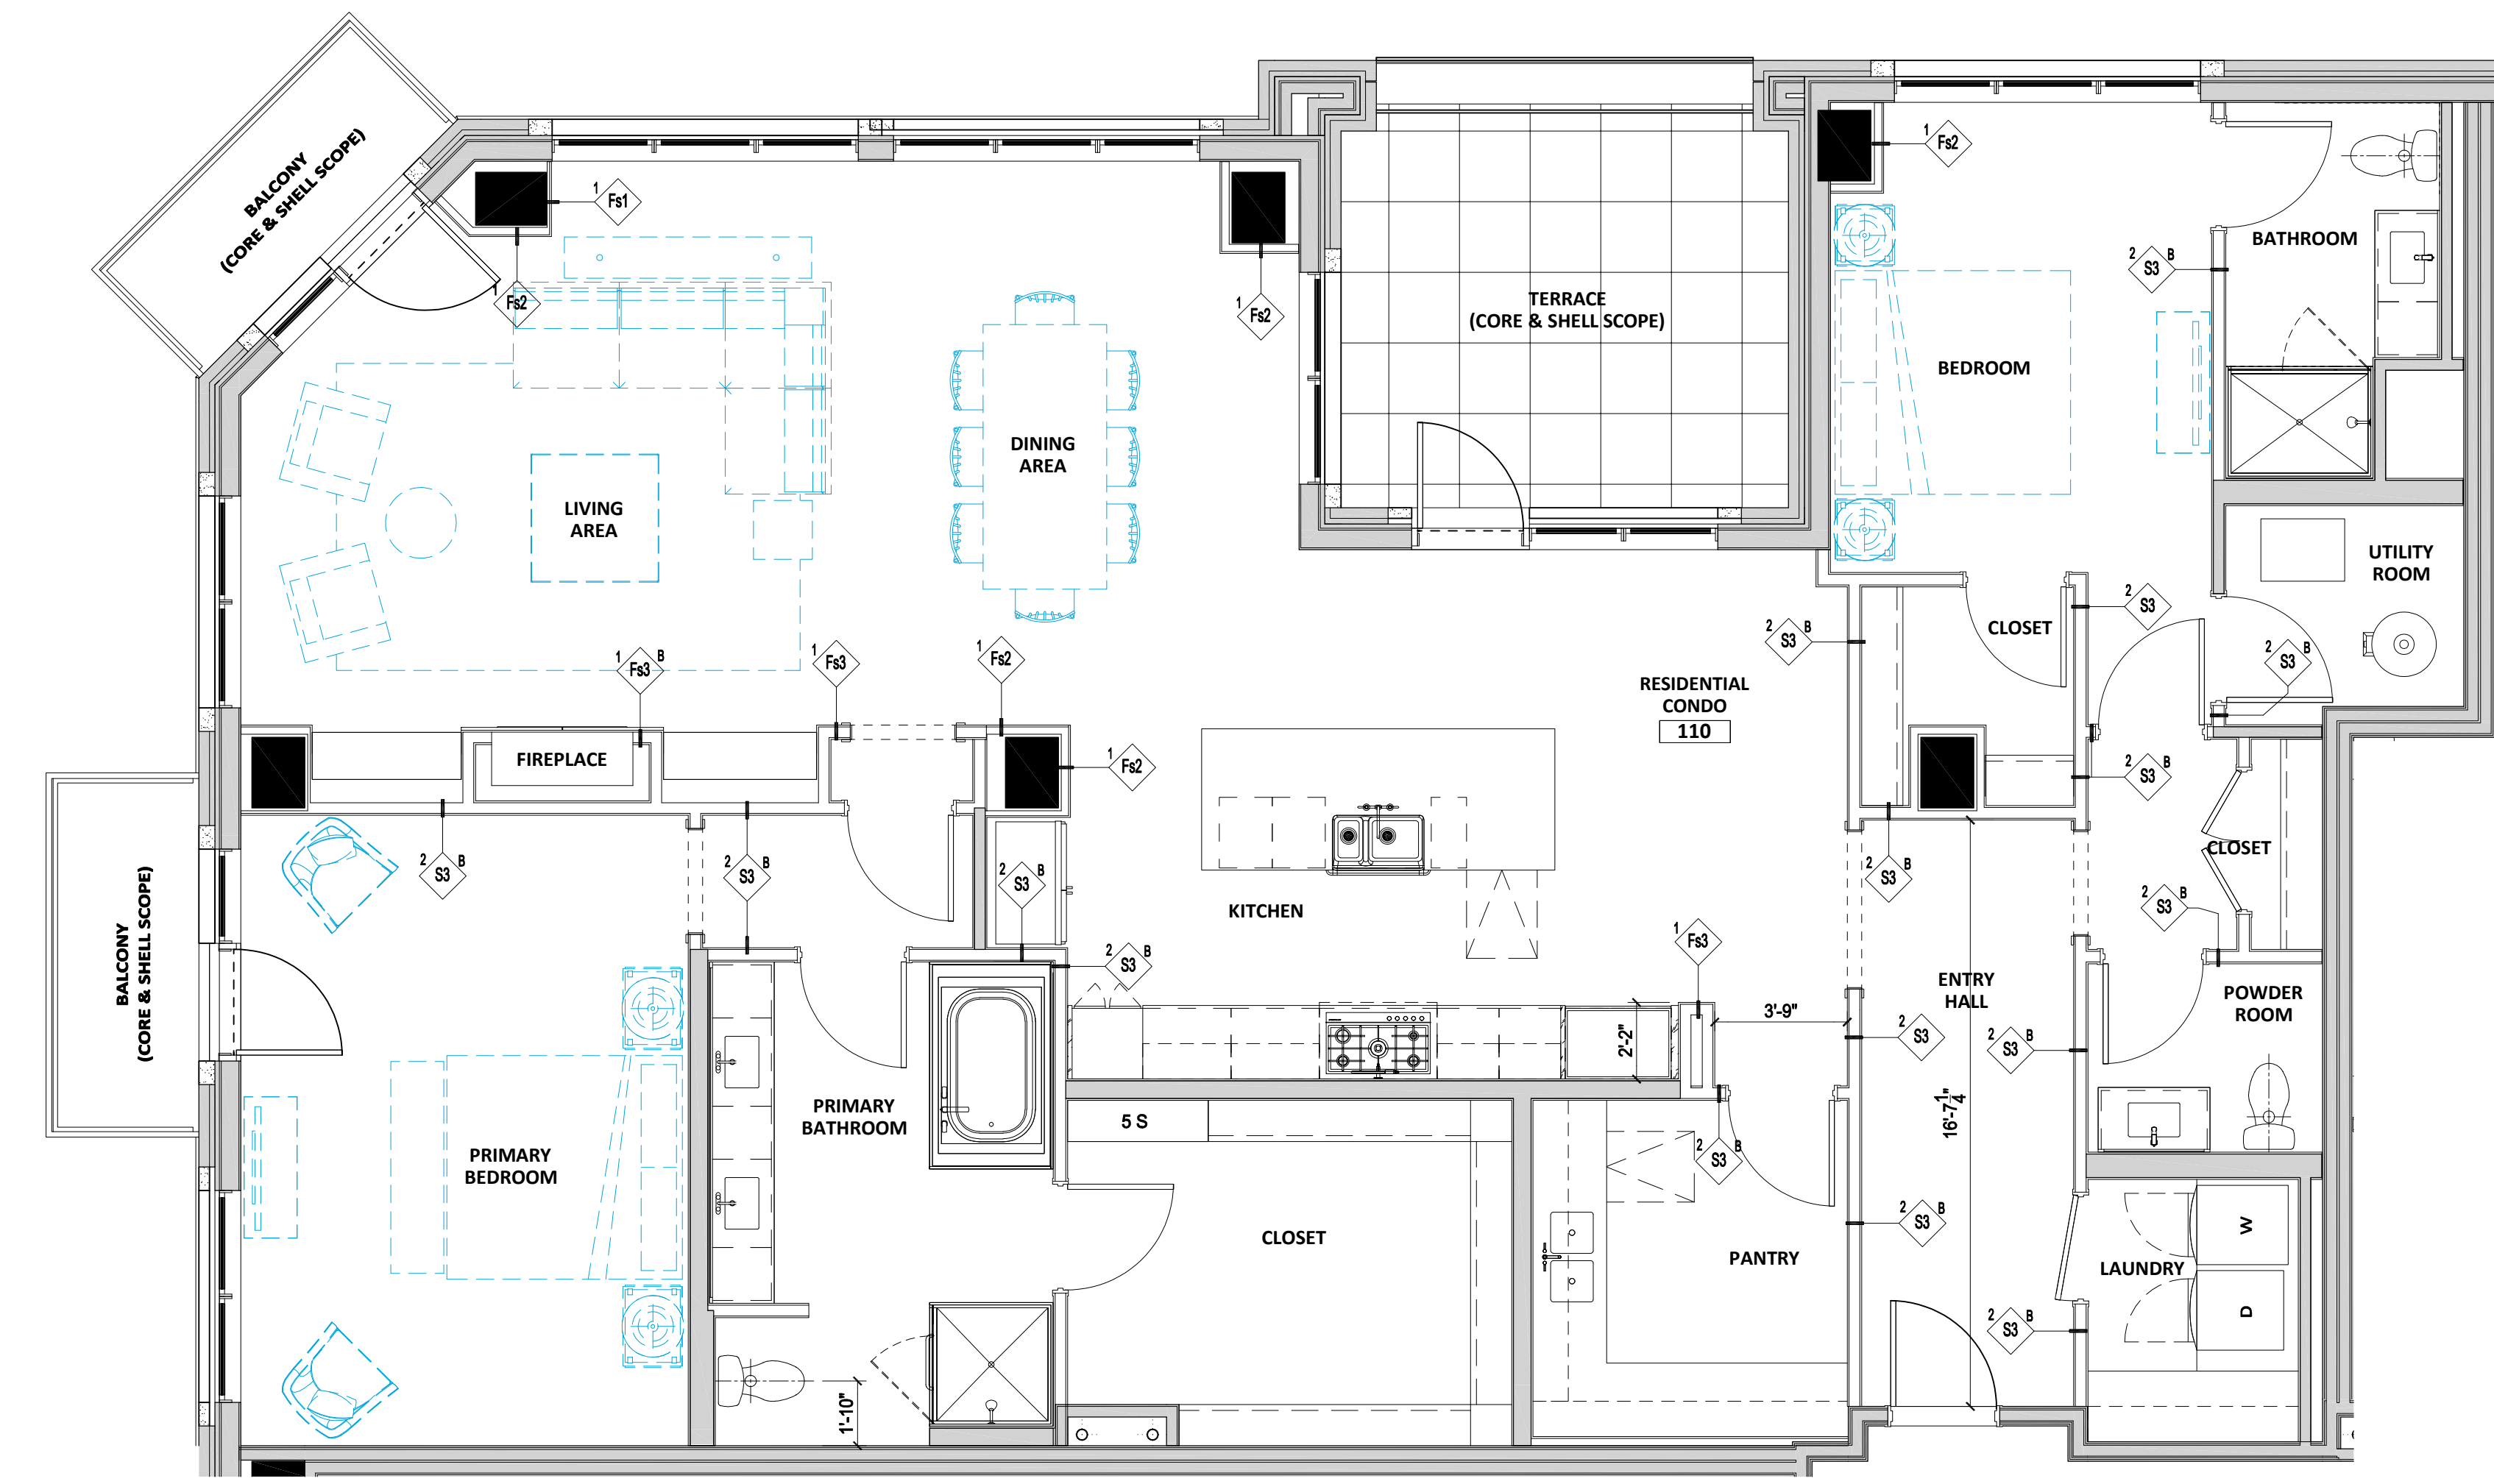 BALCONY
(CORE & SHELL SCOPE)
1
Fs1
1
Fs2
1
Fs2
TERRACE
(CORE & SHELL SCOPE)
1
Fs2
BATHROOM
2 B
S3
BEDROOM
DINING
AREA
LIVING
AREA
UTILITY
ROOM
2
S3
CLOSET
2 B
S3
2 B
S3
1 B
Fs3
1
Fs3
1
Fs2
RESIDENTIAL
CONDO
110
FIREPLACE
1
Fs2
2 B
S3
CLOSET
2 B
S3
2 B
S3
2 B
S3
2 B
S3
2 B
S3
KITCHEN
BALCONY
(CORE & SHELL SCOPE)
1
Fs3
2 B
S3
ENTRY
HALL
POWDER
ROOM
3'-9"
2'-2"
2
S3
2 B
S3
PRIMARY
BATHROOM
5 S
16'-7 1/4"
PRIMARY
BEDROOM
2 B
S3
2 B
S3
CLOSET
PANTRY
LAUNDRY
W
D
2 B
S3
1'-10"